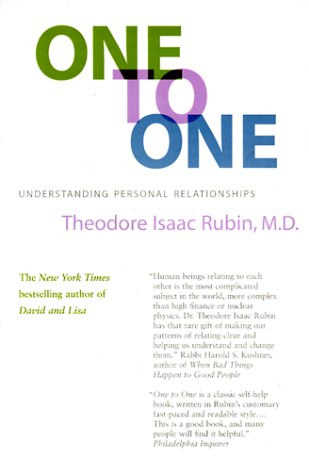 ONE
TO
ONE
UNDERSTANDING PERSONAL RELATIONSHIPS
Theodore Isaac Rubin, M.D.
The New York Times
bestselling author of
David and Lisa
“Human beings relating to each
other is the most complicated
subject in the world, more complex
than high finance or nuclear
physics. Dr. Theodore Isaac Rubin
has that rare gift of making our
patterns of relating clear and
helping us understand and change
them.” Rabbi Harold S. Kushner,
author of When Bad Things
Happen to Good People
“One to One is a classic self-help
book, written in Rubin’s customary
fast-paced and readable style....
This is a good book, and many
people will find it helpful.”
Philadelphia Inquirer